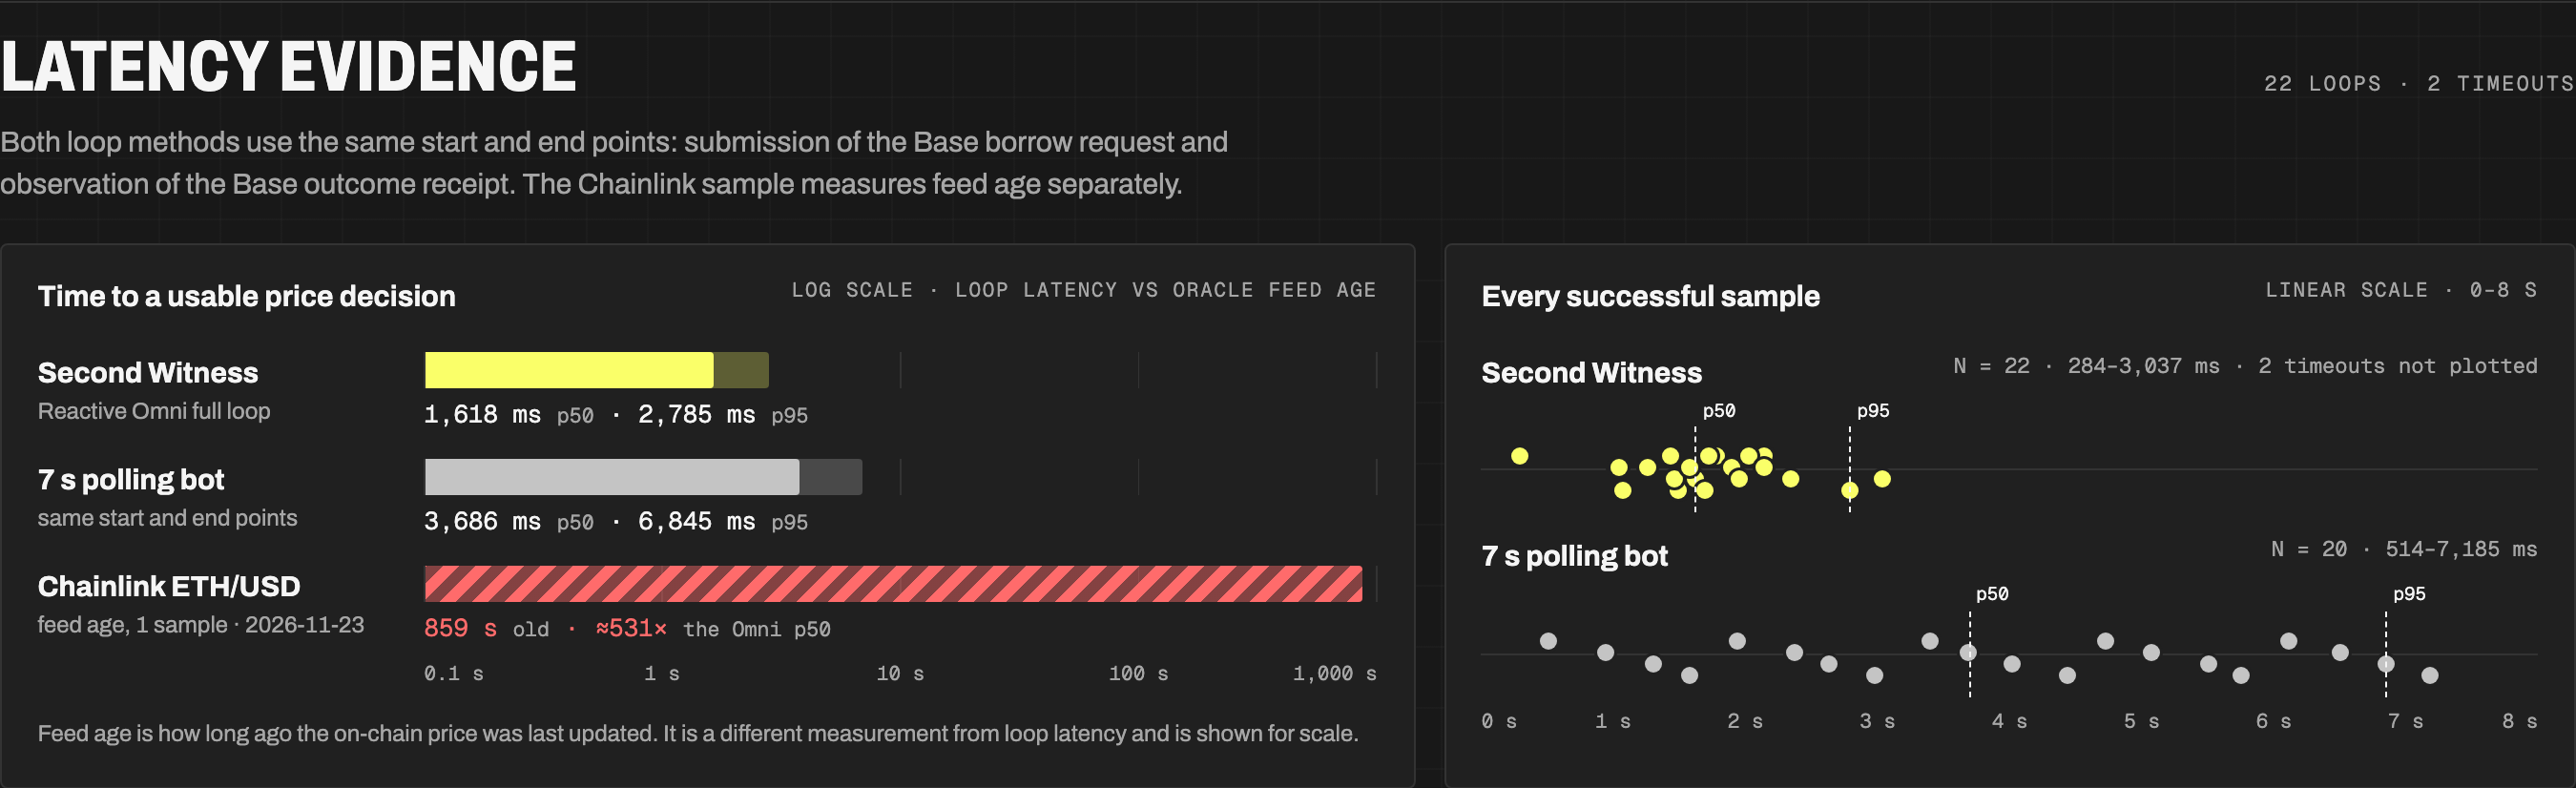 LATENCY EVIDENCE
22 LOOPS · 2 TIMEOUTS
Both loop methods use the same start and end points: submission of the Base borrow request and
observation of the Base outcome receipt. The Chainlink sample measures feed age separately.
Time to a usable price decision
LOG SCALE · LOOP LATENCY VS ORACLE FEED AGE
Second Witness
Reactive Omni full loop
1,618 ms p50 · 2,785 ms p95
7 s polling bot
same start and end points
3,686 ms p50 · 6,845 ms p95
Chainlink ETH/USD
feed age, 1 sample · 2026-11-23
859 s old · ≈531× the Omni p50
0.1 s 1 s 10 s 100 s 1,000 s
Feed age is how long ago the on-chain price was last updated. It is a different measurement from loop latency and is shown for scale.
Every successful sample
LINEAR SCALE · 0–8 S
Second Witness
N = 22 · 284–3,037 ms · 2 timeouts not plotted
p50 p95
7 s polling bot
N = 20 · 514–7,185 ms
p50 p95
0 s 1 s 2 s 3 s 4 s 5 s 6 s 7 s 8 s